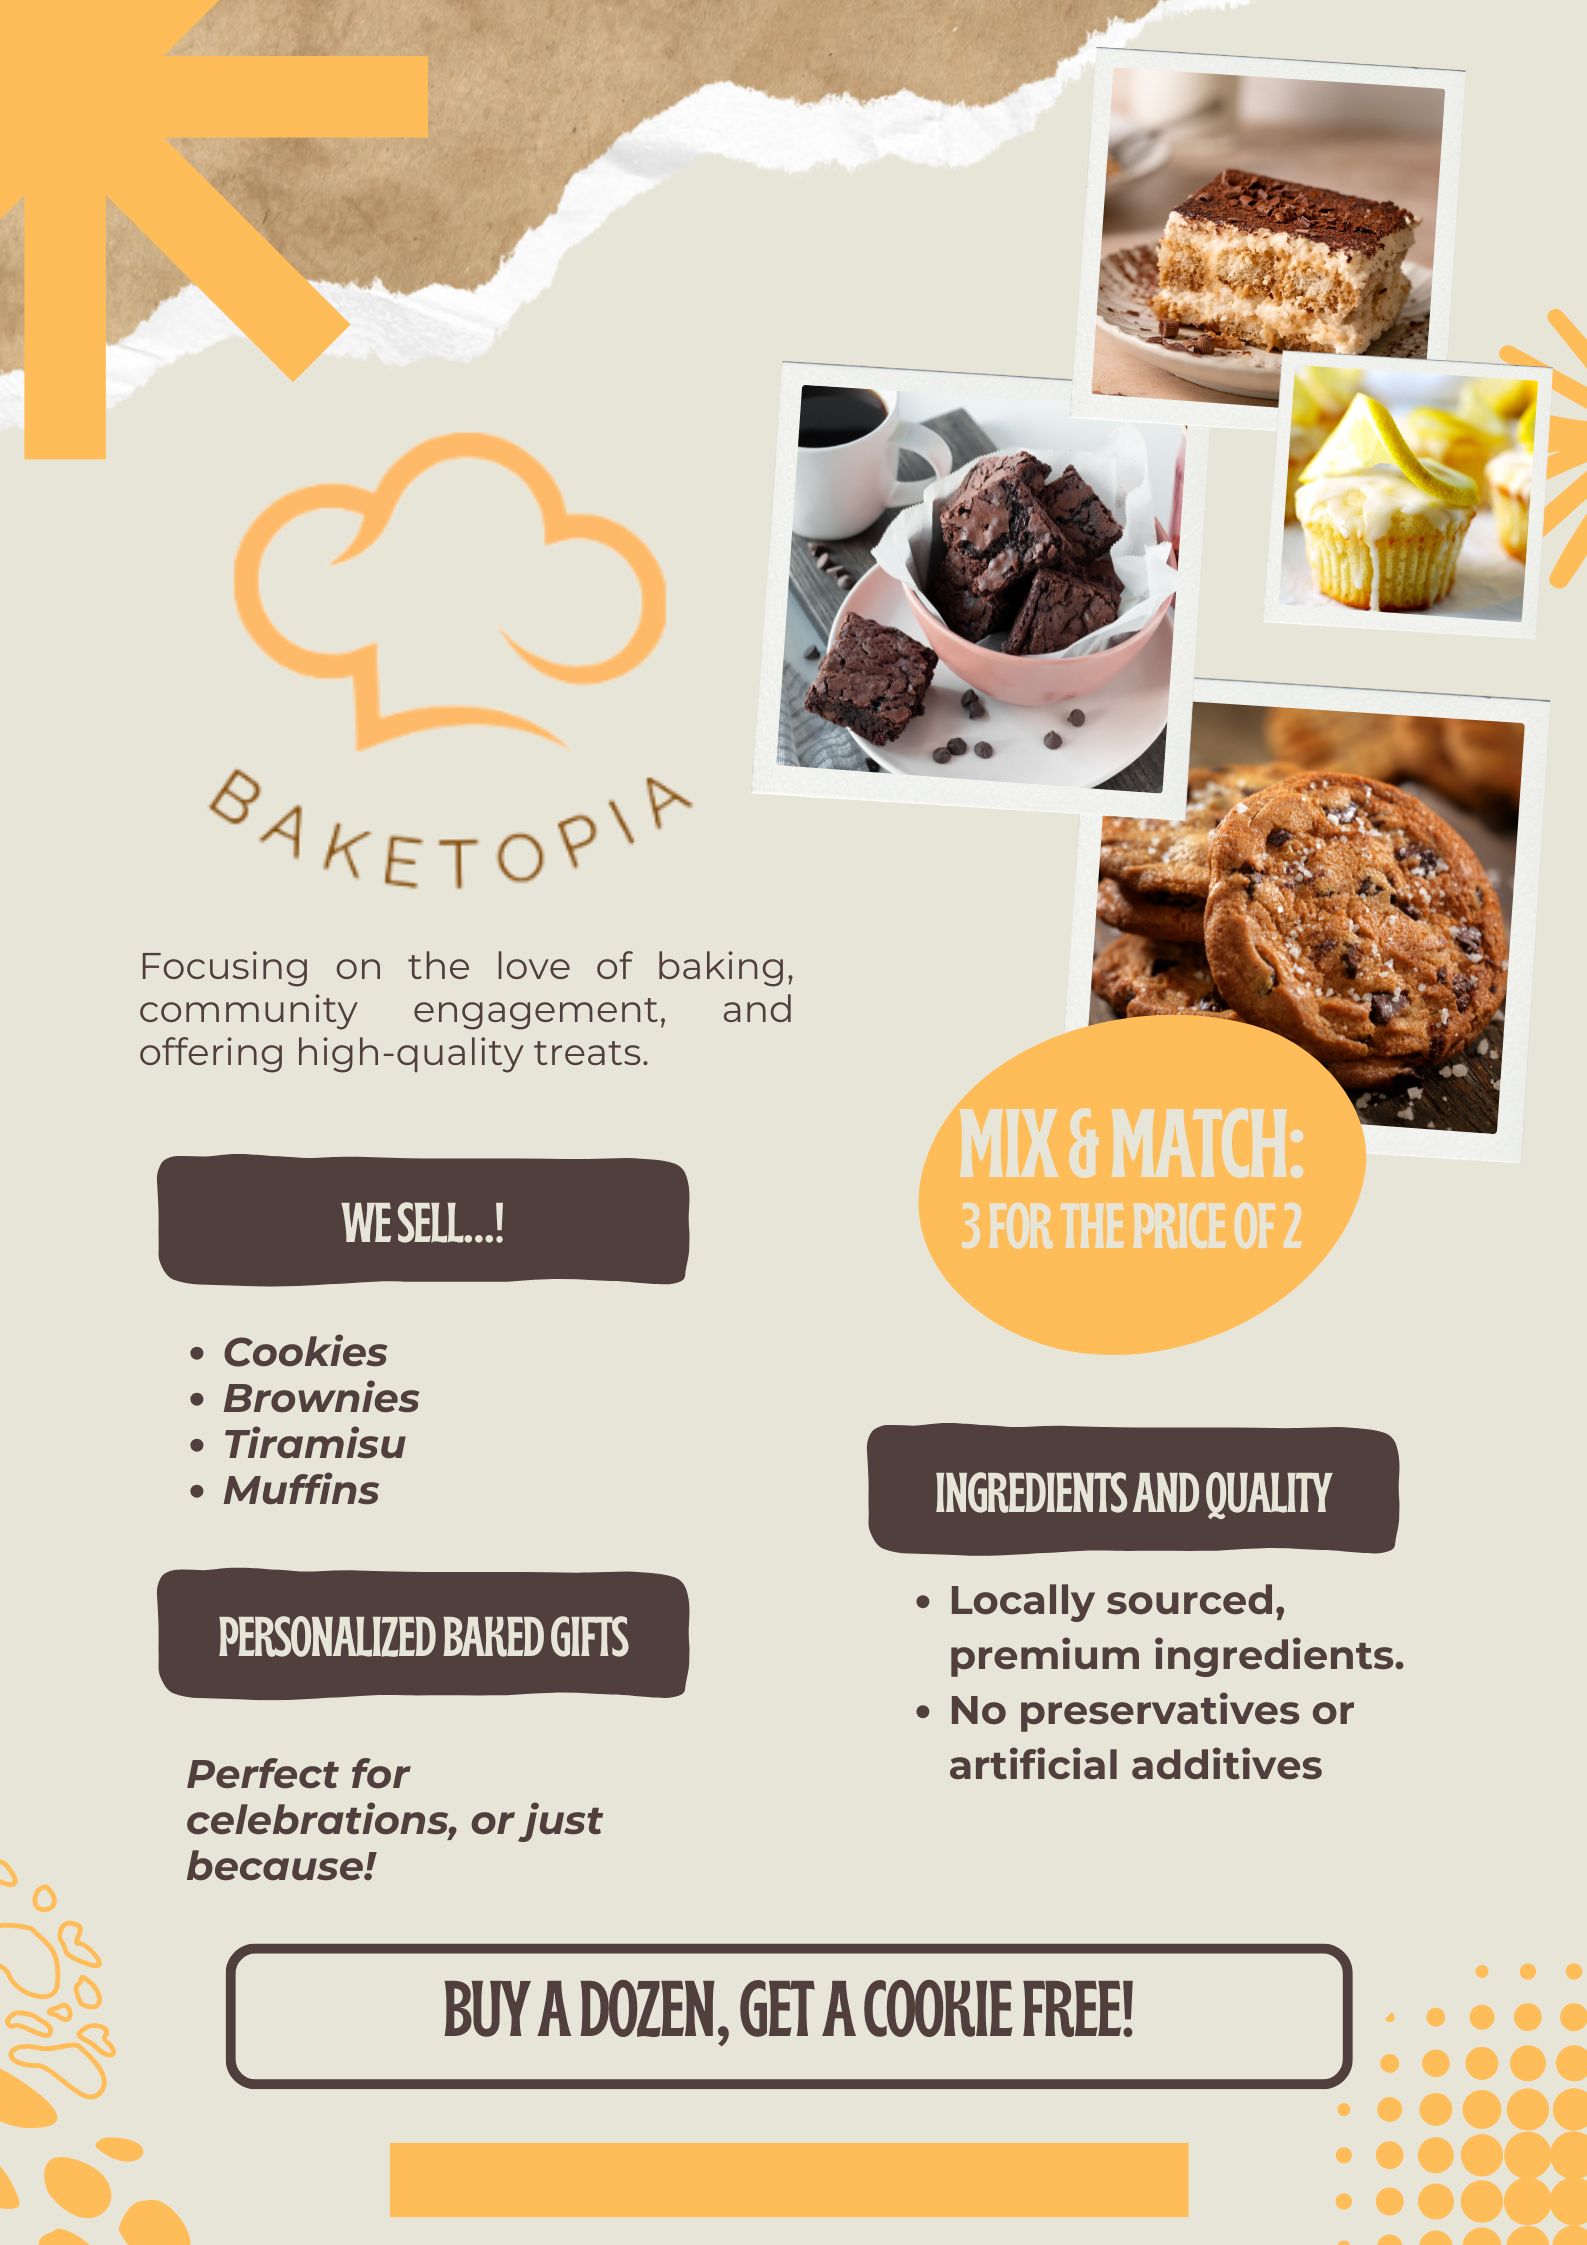 BAKETOPIA
Focusing on the love of baking,
community engagement, and
offering high-quality treats.
WE SELL...!
• Cookies
• Brownies
• Tiramisu
• Muffins
PERSONALIZED BAKED GIFTS
Perfect for
celebrations, or just
because!
MIX & MATCH:
3 FOR THE PRICE OF 2
INGREDIENTS AND QUALITY
• Locally sourced,
premium ingredients.
• No preservatives or
artificial additives
BUY A DOZEN, GET A COOKIE FREE!